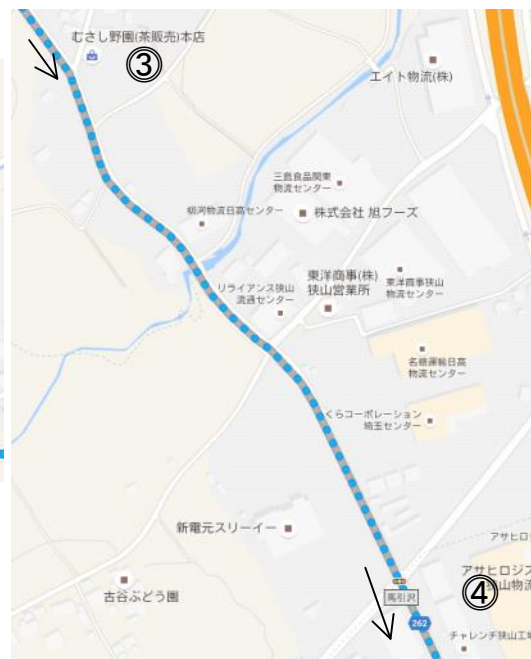 むさし野園(茶販売)本店
③
エイト物流(株)
三島食品関東
物流センター
柳河物流日高センター
株式会社 旭フーズ
リライアンス狭山
流通センター
東洋商事(株)
狭山営業所
東洋商事狭山
物流センター
名糖運輸日高
物流センター
くらコーポレーション
埼玉センター
新電元スリーイー
古谷ぶどう園
アサヒロジ
アサヒロジス
狭山物流
馬引沢
④
262
チャレンヂ狭山工場